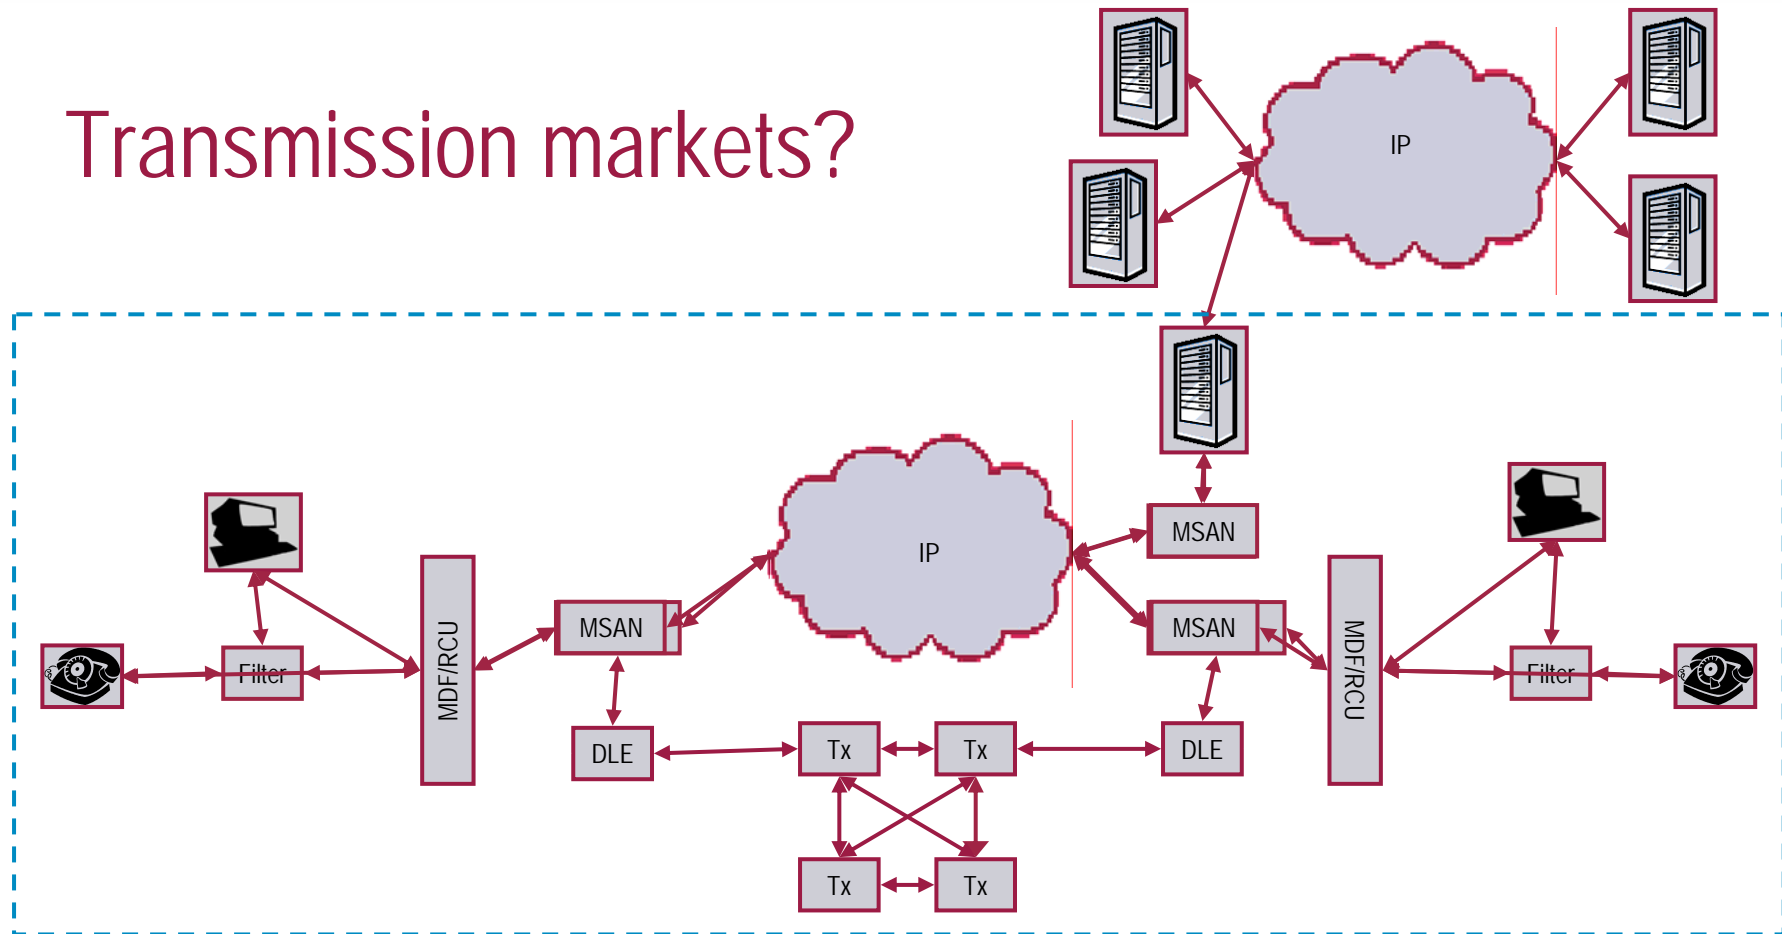 Transmission markets?
IP
IP
MSAN
MSAN
MSAN
MDF/RCU
MDF/RCU
Filter
Filter
DLE
Tx
Tx
DLE
Tx
Tx